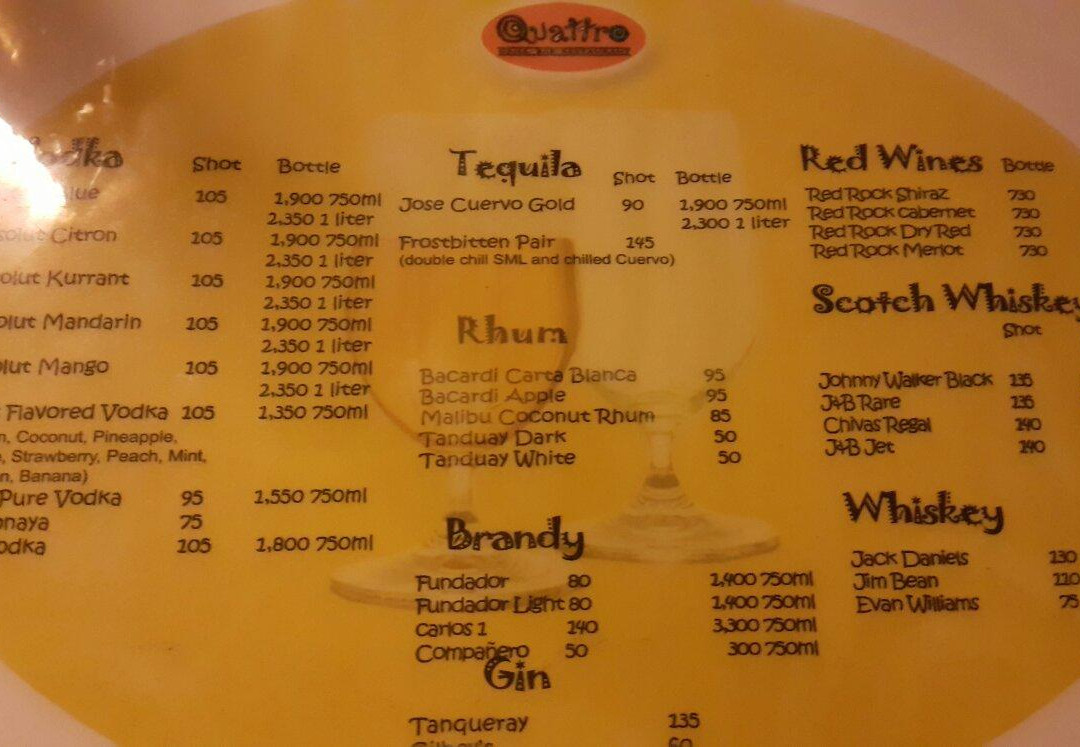 Quattro
Vodka
Shot Bottle
105 1,900 750ml
2,350 1 liter
Citron 105 1,900 750ml
2,350 1 liter
Kurrant 105 1,900 750ml
2,350 1 liter
Mandarin 105 1,900 750ml
2,350 1 liter
Mango 105 1,900 750ml
2,350 1 liter
Flavored Vodka 105 1,350 750ml
Coconut, Pineapple,
Strawberry, Peach, Mint,
Banana)
Pure Vodka 95 1,550 750ml
75
105 1,800 750ml
Tequila
Shot Bottle
Jose Cuervo Gold 90 1,900 750ml
2,300 1 liter
Frostbitten Pair 145
(double chill SML and chilled Cuervo)
Rhum
Bacardi Carta Blanca 95
Bacardi Apple 95
Malibu Coconut Rhum 85
Tanduay Dark 50
Tanduay White 50
Brandy
Fundador 80 1,400 750ml
Fundador Light 80 1,400 750ml
Carlos 1 140 3,300 750ml
Compañero 50 300 750ml
Gin
Tanqueray 135
Red Wines Bottle
Red Rock Shiraz 730
Red Rock Cabernet 730
Red Rock Dry Red 730
Red Rock Merlot 730
Scotch Whiskey
Shot
Johnny Walker Black 135
J&B Rare 135
Chivas Regal 140
J&B Jet 140
Whiskey
Jack Daniels 130
Jim Bean 110
Evan Williams 75